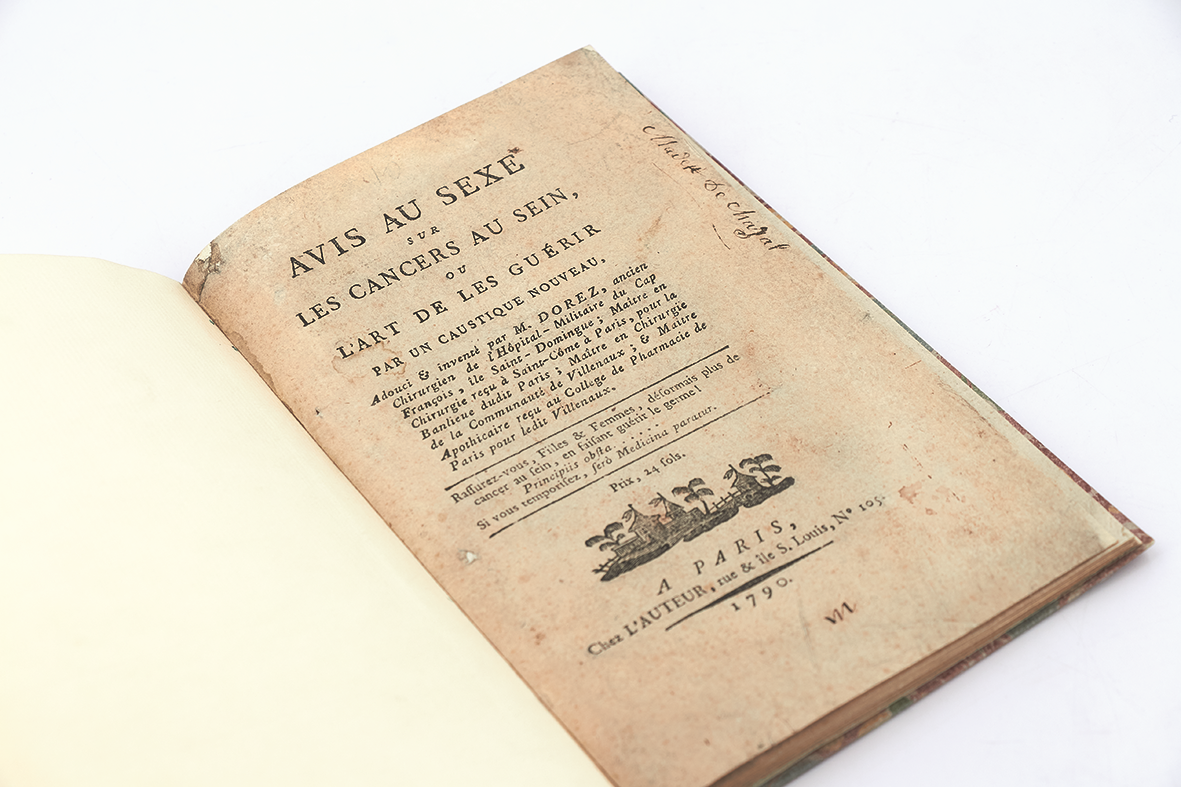 AVIS AU SEXE
SUR
LES CANCERS AU SEIN,
OU
L'ART DE LES GUÉRIR
PAR UN CAUSTIQUE NOUVEAU,
Adouci & inventé par M. DOREZ, ancien
Chirurgien de l'Hôpital-Militaire du Cap
François, île Saint-Domingue; Maître en
Chirurgie reçu à Saint-Côme à Paris, pour la
Banlieue dudit Paris; Maître en Chirurgie
de la Communauté de Villenaux; & Maître
Apothicaire reçu au Collége de Pharmacie de
Paris pour ledit Villenaux.
Raſſurez-vous, Filles & Femmes, déſormais plus de
cancer au ſein, en faiſant guérir le germe!
Principiis obſta. . . . . .
Si vous temporiſez, ſerò Medicina paratur.
Prix, 24 ſols.
A PARIS,
Chez L'AUTEUR, rue & île S. Louis, N° 105.
1790.
de chazal